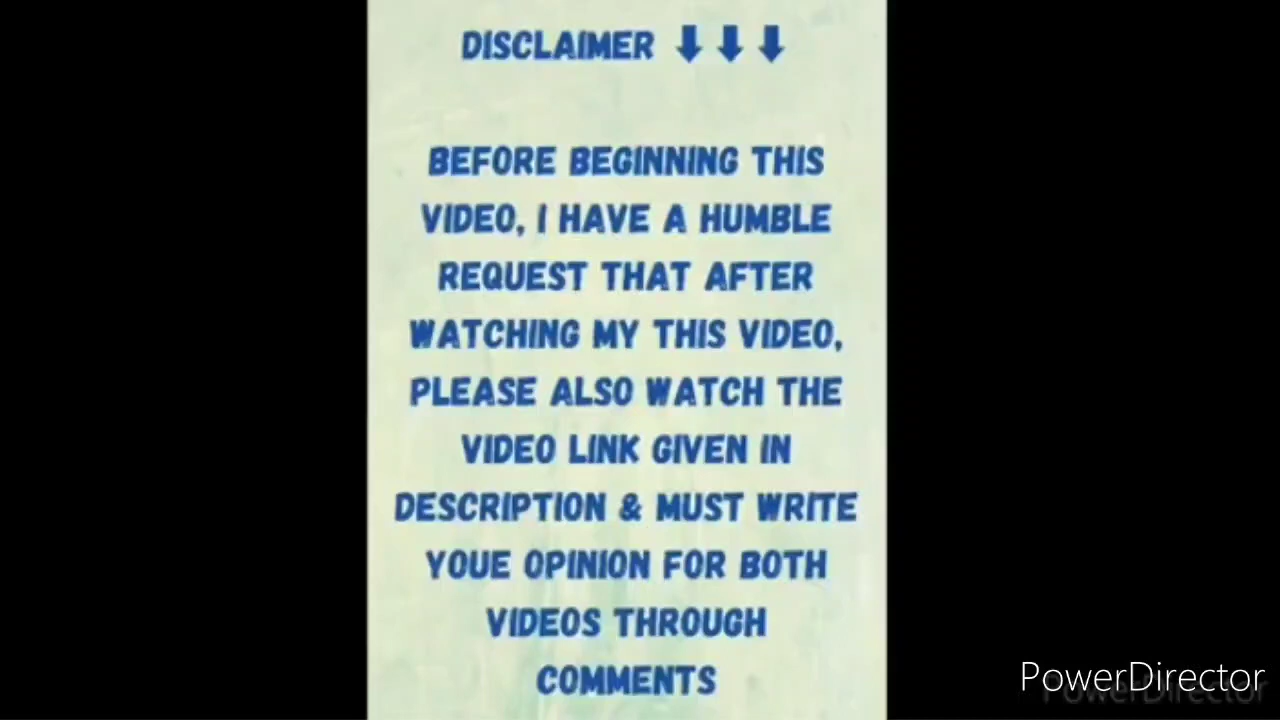 DISCLAIMER ⬇⬇⬇
BEFORE BEGINNING THIS
VIDEO, I HAVE A HUMBLE
REQUEST THAT AFTER
WATCHING MY THIS VIDEO,
PLEASE ALSO WATCH THE
VIDEO LINK GIVEN IN
DESCRIPTION & MUST WRITE
YOUE OPINION FOR BOTH
VIDEOS THROUGH
COMMENTS
PowerDirector